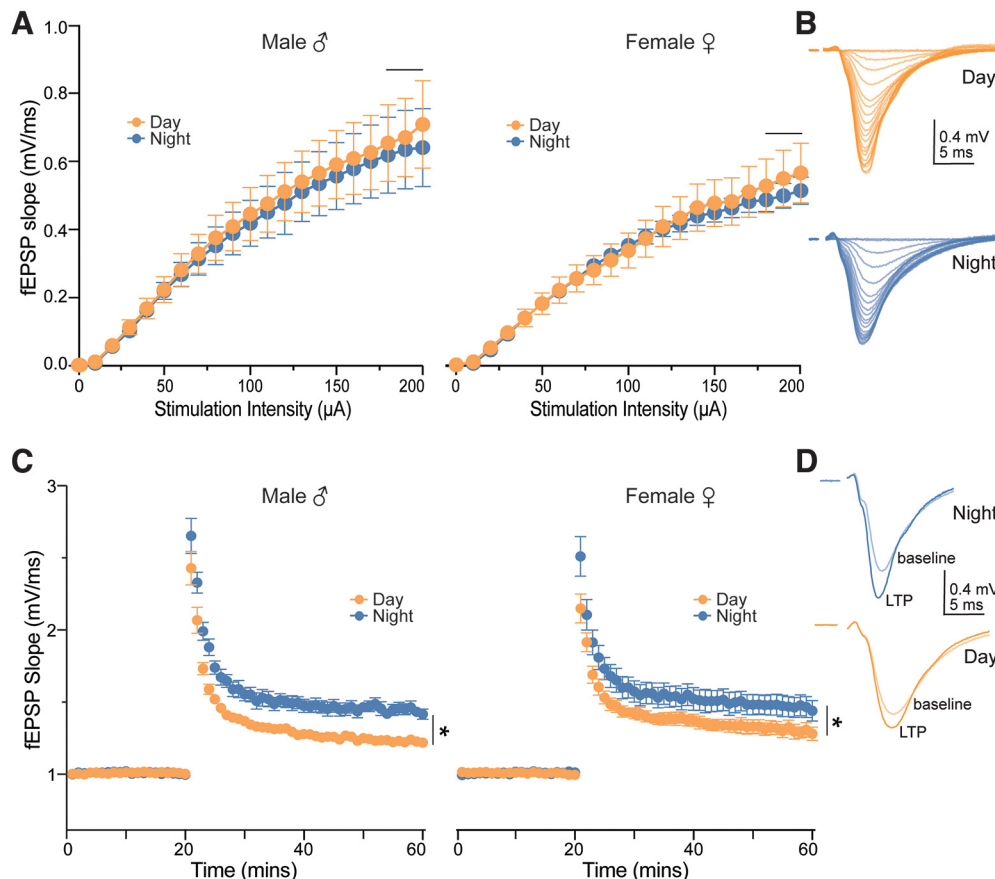 A
Male ♂
Female ♀
B
1.0
0.8
0.6
0.4
0.2
0.0
fEPSP slope (mV/ms)
Day
Night
Day
Night
Day
0.4 mV
5 ms
Night
0 50 100 150 200
Stimulation Intensity (µA)
0 50 100 150 200
Stimulation Intensity (µA)
C
Male ♂
Female ♀
D
3
2
1
fEPSP Slope (mV/ms)
Day
Night
*
Day
Night
*
Night
baseline
LTP
0.4 mV
5 ms
Day
baseline
LTP
0 20 40 60
Time (mins)
0 20 40 60
Time (mins)